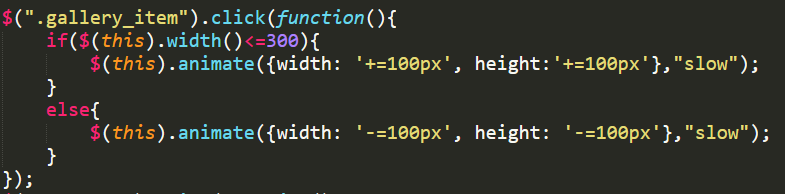 $(".gallery_item").click(function(){
    if($(this).width()<=300){
        $(this).animate({width: '+=100px', height:'+=100px'},"slow");
    }
    else{
        $(this).animate({width: '-=100px', height: '-=100px'},"slow");
    }
});